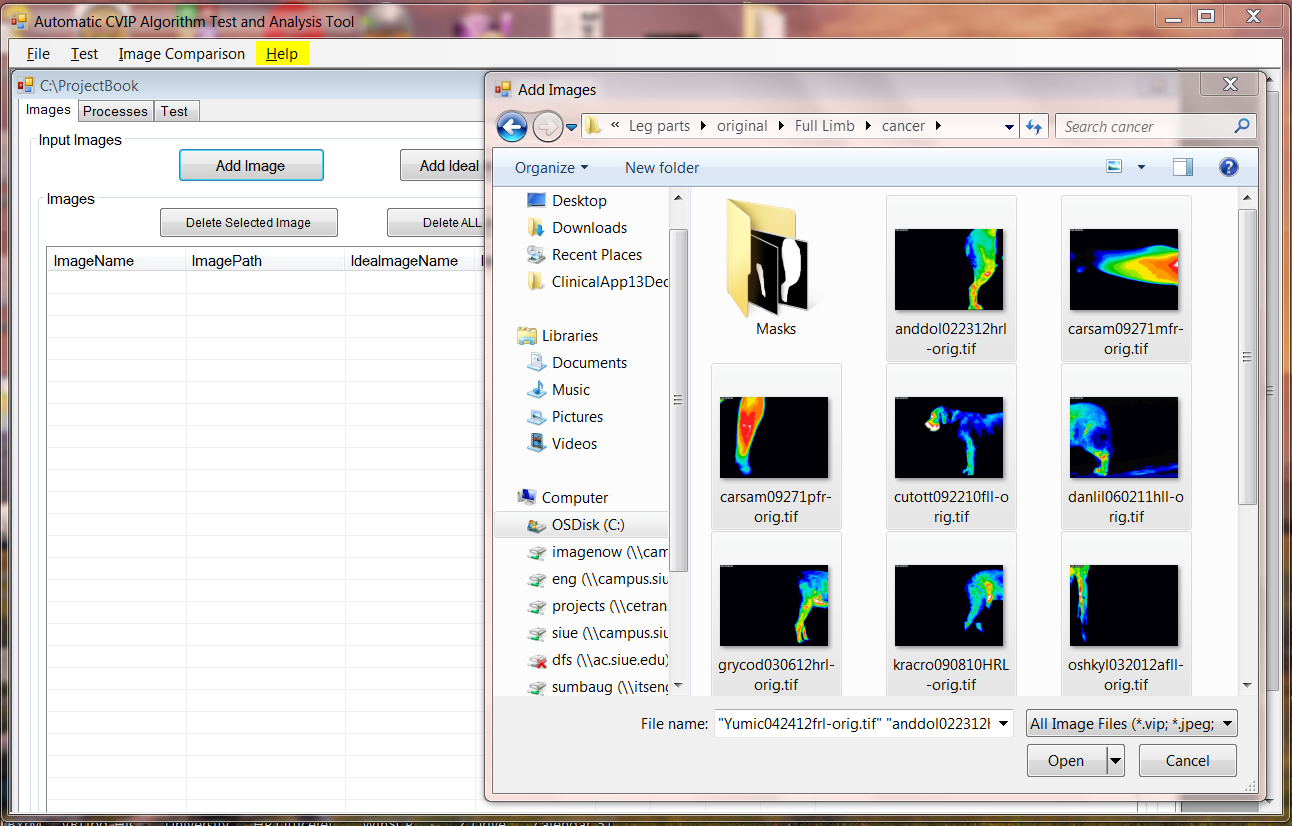 Automatic CVIP Algorithm Test and Analysis Tool
File Test Image Comparison Help
C:\ProjectBook
Images Processes Test
Input Images
Add Image Add Ideal
Images
Delete Selected Image Delete ALL
ImageName ImagePath IdealmageName
Add Images
« Leg parts original Full Limb cancer
Search cancer
Organize New folder
Desktop
Downloads
Recent Places
ClinicalApp13Dec
Libraries
Documents
Music
Pictures
Videos
Computer
OSDisk (C:)
imagenow (\\cam
eng (\\campus.siu
projects (\\cetran
siue (\\campus.siu
dfs (\\ac.siue.edu)
sumbaug (\\itseng
Masks
anddol022312hrl
-orig.tif
carsam09271mfr-
orig.tif
carsam09271pfr-
orig.tif
cutott092210fll-o
rig.tif
danlil060211hll-o
rig.tif
grycod030612hrl-
orig.tif
kracro090810HRL
-orig.tif
oshkyl032012afll-
orig.tif
File name: "Yumic042412frl-orig.tif" "anddol022312h
All Image Files (*.vip; *.jpeg;
Open Cancel